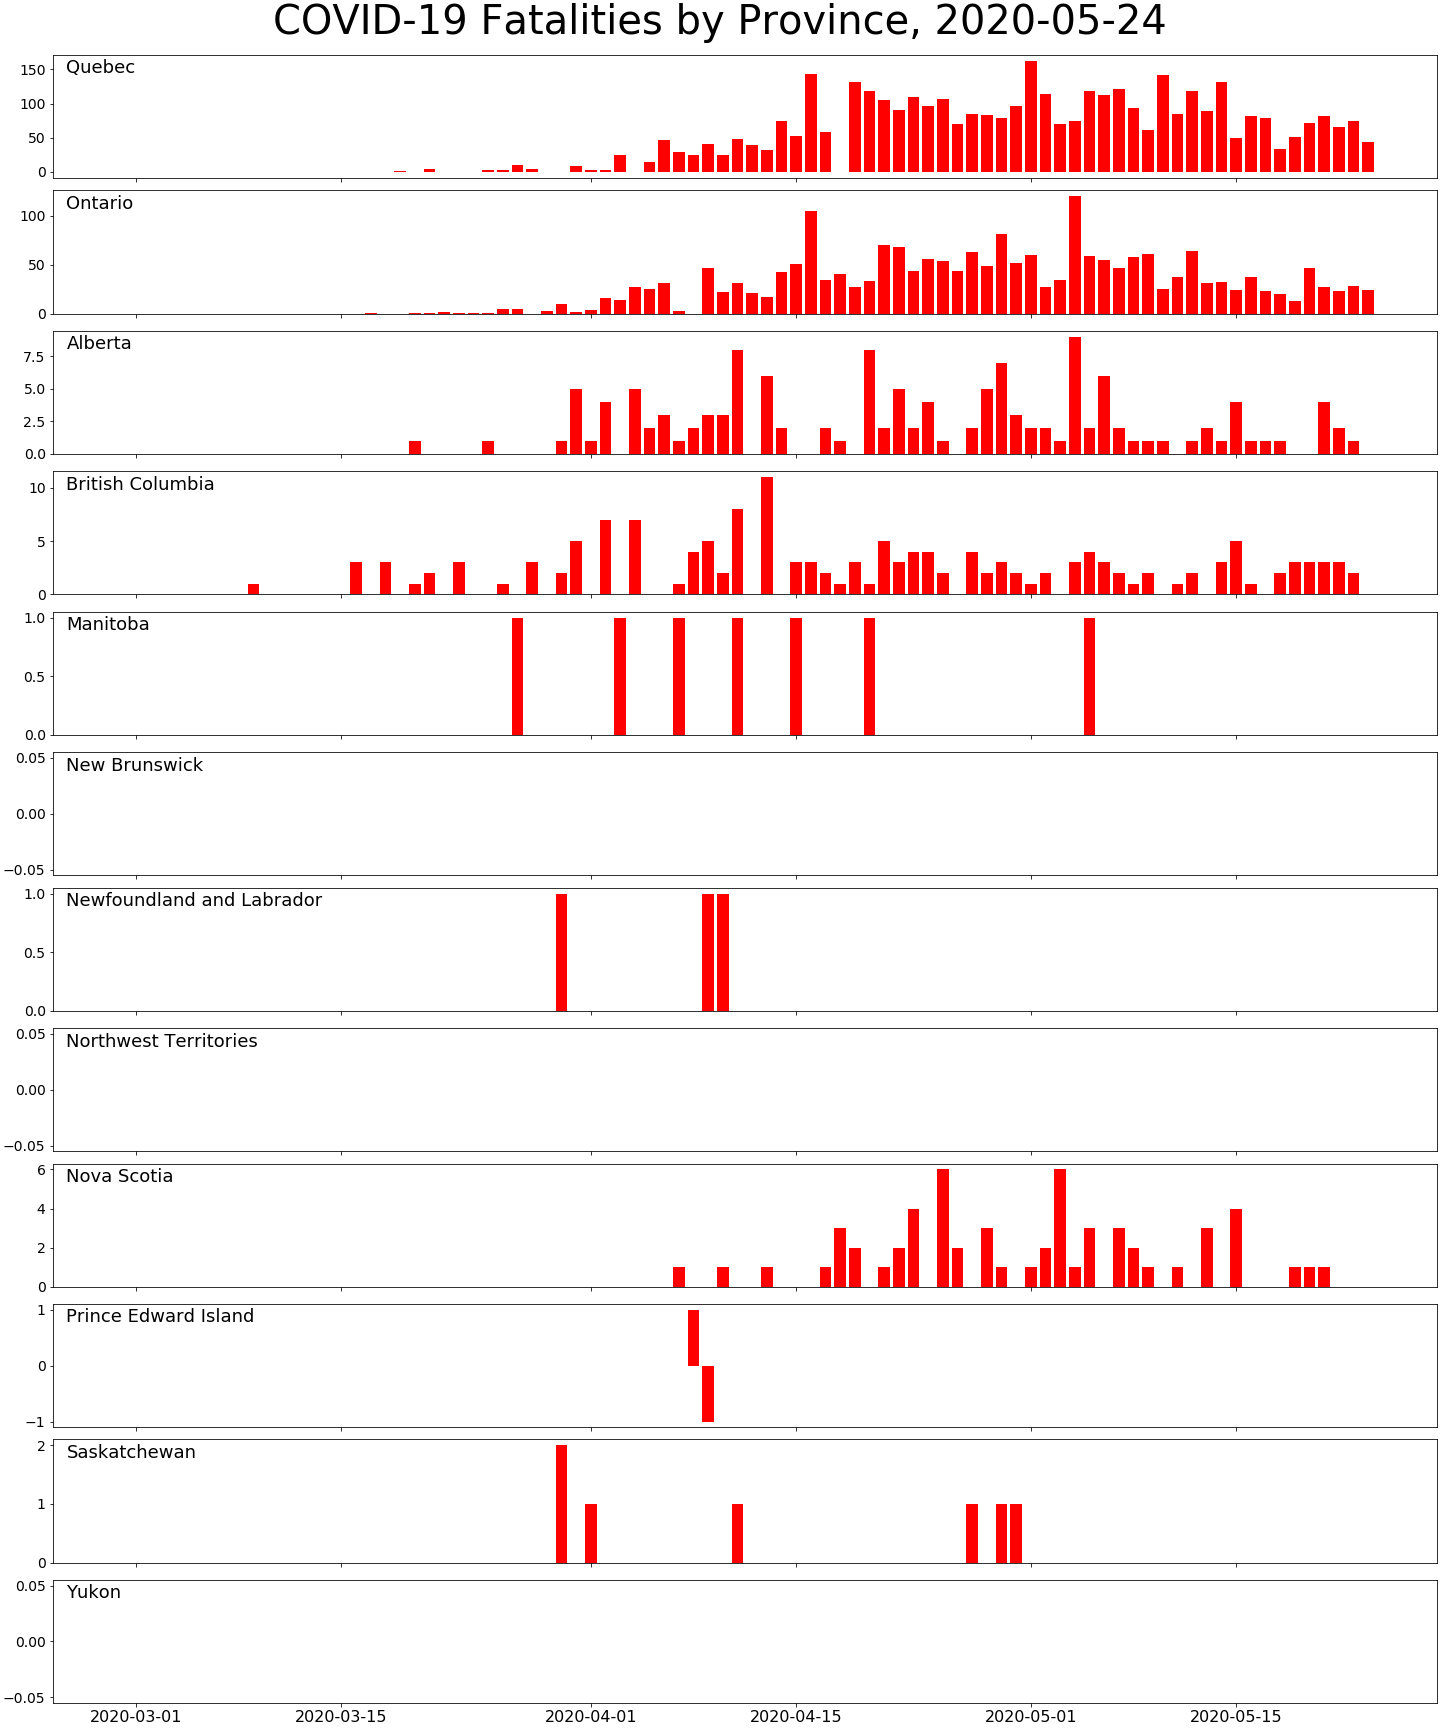 COVID-19 Fatalities by Province, 2020-05-24
Quebec
150
100
50
0
Ontario
100
50
0
Alberta
7.5
5.0
2.5
0.0
British Columbia
10
5
0
Manitoba
1.0
0.5
0.0
New Brunswick
0.05
0.00
−0.05
Newfoundland and Labrador
1.0
0.5
0.0
Northwest Territories
0.05
0.00
−0.05
Nova Scotia
6
4
2
0
Prince Edward Island
1
0
−1
Saskatchewan
2
1
0
Yukon
0.05
0.00
−0.05
2020-03-01 2020-03-15 2020-04-01 2020-04-15 2020-05-01 2020-05-15